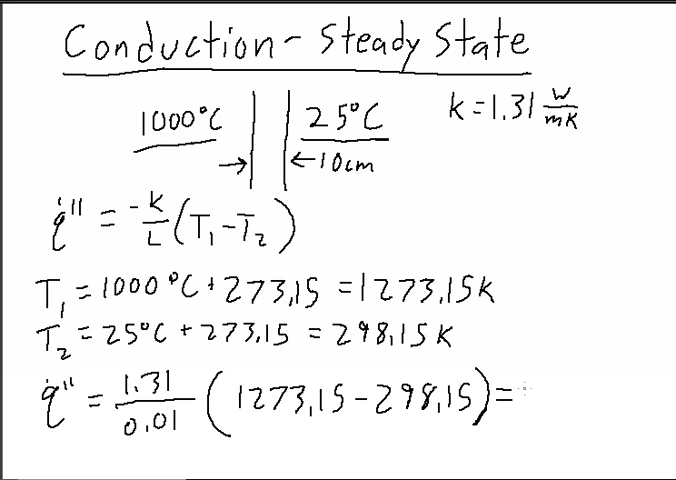 Conduction - Steady State
1000°C 25°C k = 1.31 W/mK
→ ←10cm
q̇" = -k/L (T₁ - T₂)
T₁ = 1000 °C + 273,15 = 1273,15K
T₂ = 25°C + 273.15 = 298,15K
q̇" = 1.31/0.01 (1273,15 - 298,15) =